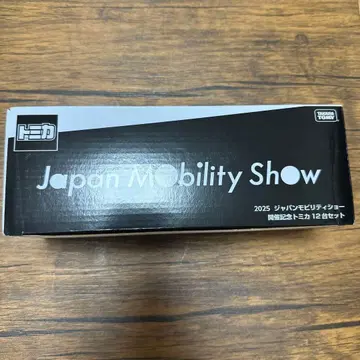 トミカ
TAKARA
TOMY
Japan Mobility Show
2025 ジャパンモビリティショー
開催記念トミカ 12台セット